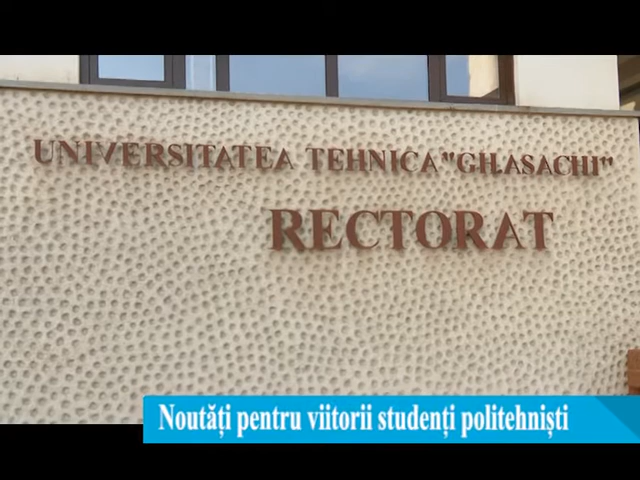 UNIVERSITATEA TEHNICA "GH.ASACHI"
RECTORAT
Noutăți pentru viitorii studenți politehniști